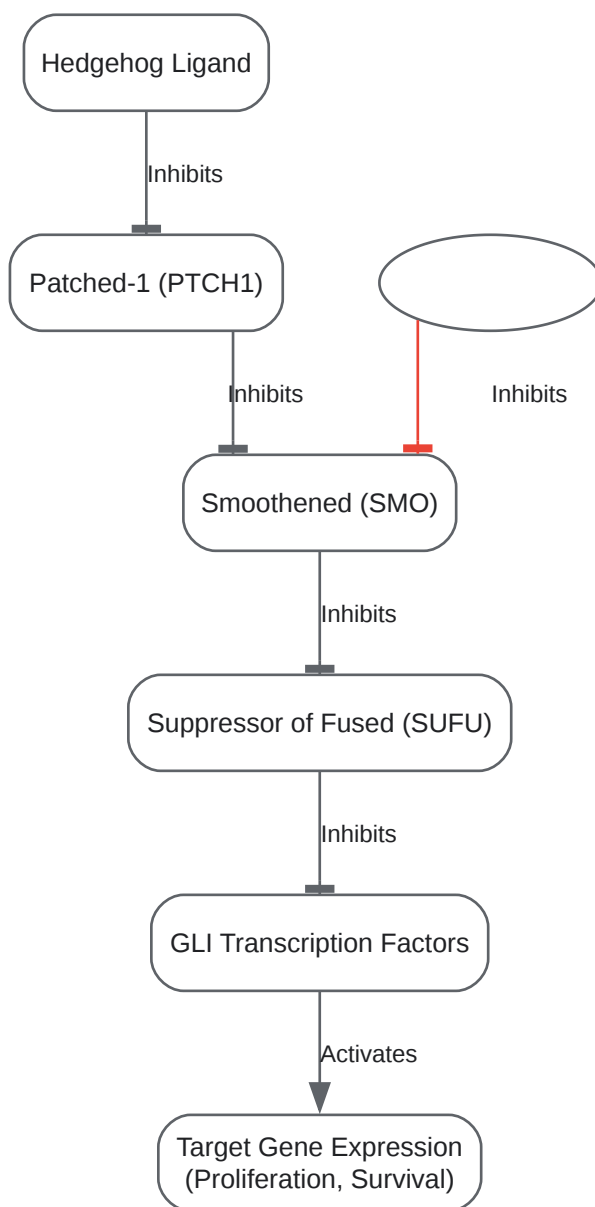 Hedgehog Ligand
Inhibits
Patched-1 (PTCH1)
Inhibits
Inhibits
Smoothened (SMO)
Inhibits
Suppressor of Fused (SUFU)
Inhibits
GLI Transcription Factors
Activates
Target Gene Expression
(Proliferation, Survival)